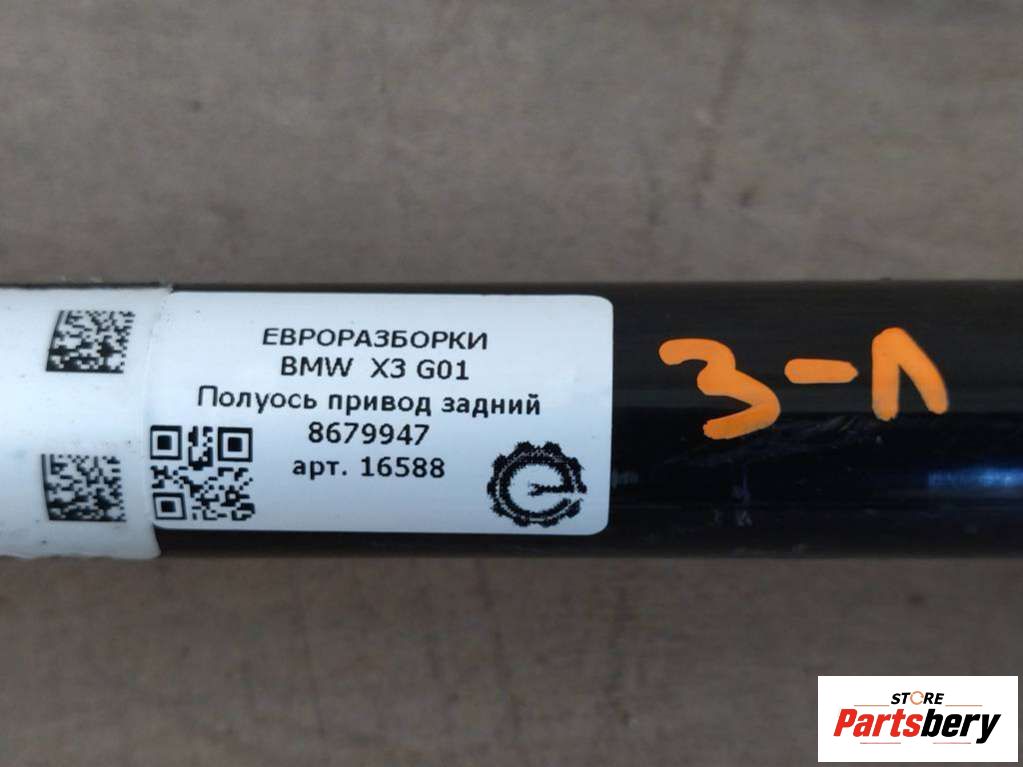 ЕВРОРАЗБОРКИ
BMW X3 G01
Полуось привод задний
8679947
арт. 16588
З-Л
STORE
Partsbery